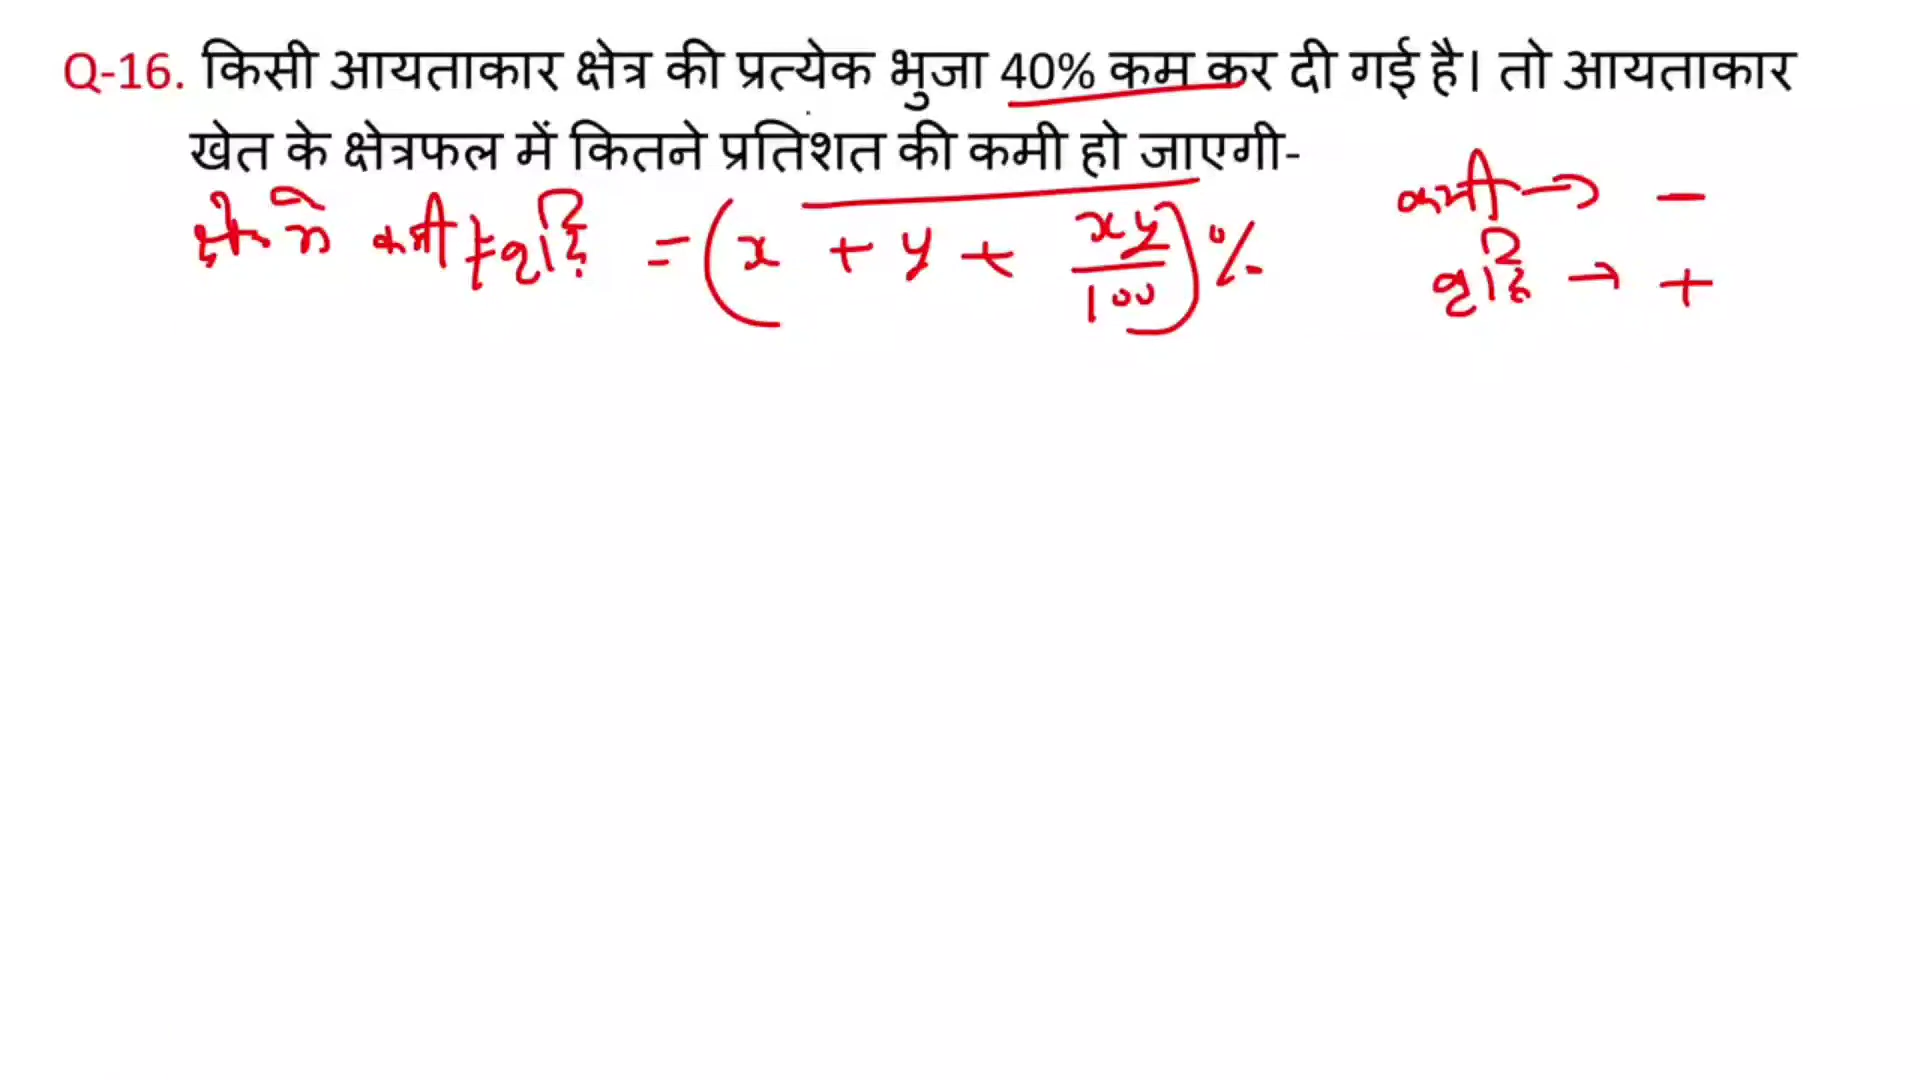 Q-16. किसी आयताकार क्षेत्र की प्रत्येक भुजा 40% कम कर दी गई है। तो आयताकार
खेत के क्षेत्रफल में कितने प्रतिशत की कमी हो जाएगी-
में कमी / वृद्धि = (x + y + xy/100)%
कमी → -
वृद्धि → +